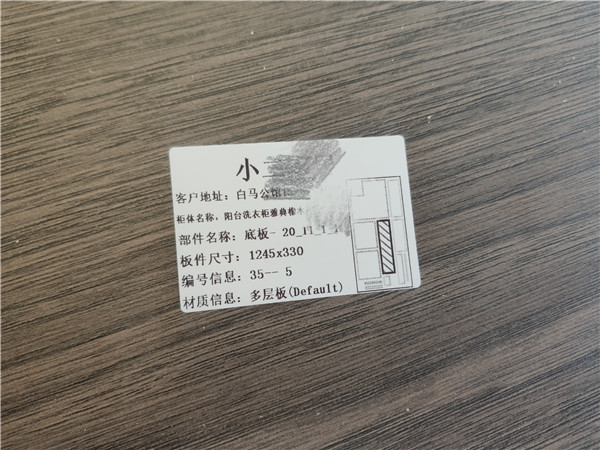 小
客户地址: 白马公馆
柜体名称: 阳台洗衣柜雅典橡木
部件名称: 底板- 20_11_1_1
板件尺寸: 1245x330
编号信息: 35-- 5
材质信息: 多层板(Default)